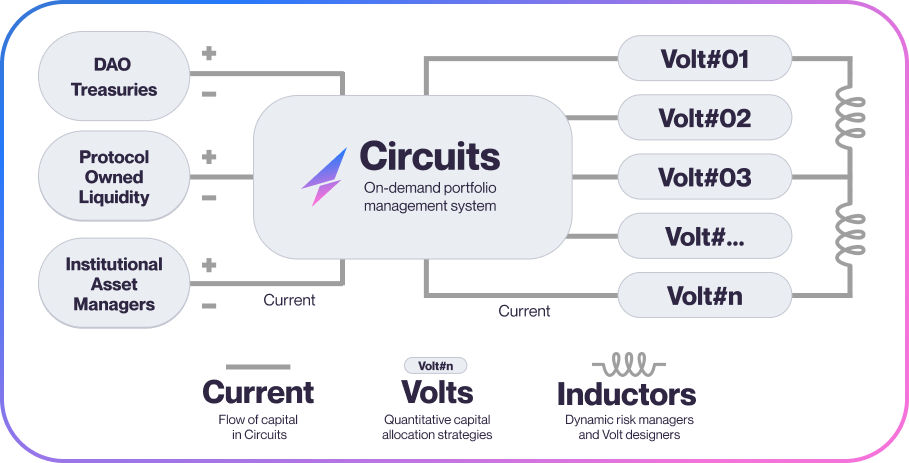 DAO
Treasuries
Protocol
Owned
Liquidity
Institutional
Asset
Managers
Current
Circuits
On-demand portfolio
management system
Current
Volt#01
Volt#02
Volt#03
Volt#...
Volt#n
Current
Flow of capital
in Circuits
Volt#n
Volts
Quantitative capital
allocation strategies
Inductors
Dynamic risk managers
and Volt designers